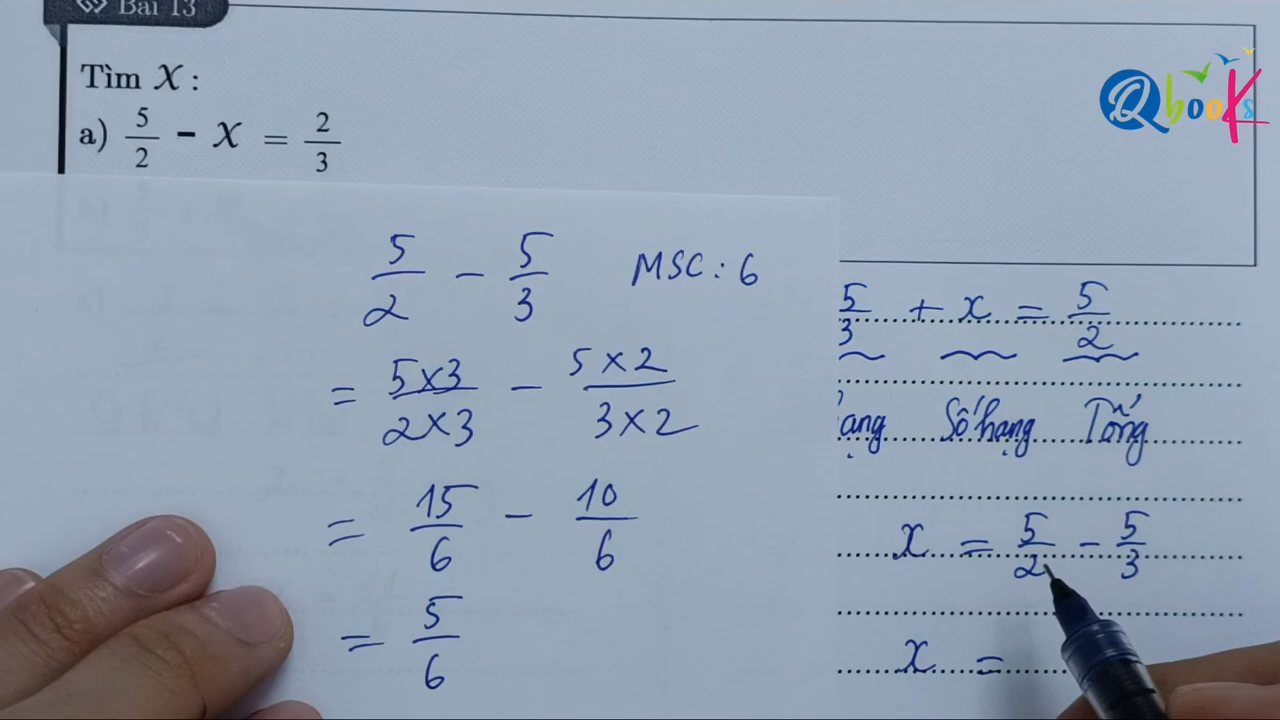 Bài 13
Qbooks
Tìm X :
a) 5/2 - X = 2/3
5/2 - 5/3 MSC : 6
= 5×3/2×3 - 5×2/3×2
= 15/6 - 10/6
= 5/6
5/3 + x = 5/2
ạng Số hạng Tổng
x = 5/2 - 5/3
x =